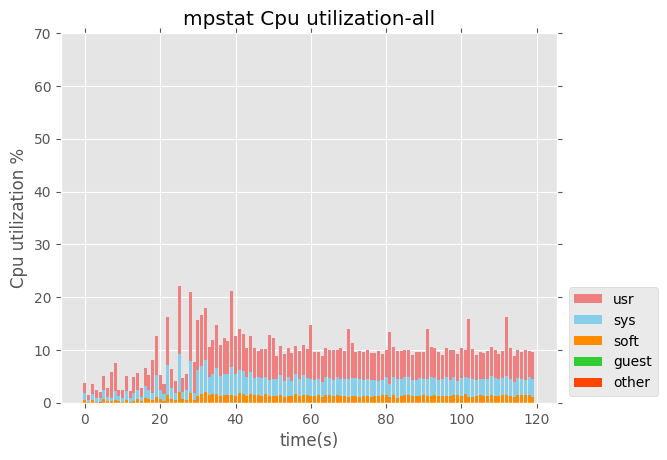 mpstat Cpu utilization-all
Cpu utilization %
70
60
50
40
30
20
10
0
0 20 40 60 80 100 120
time(s)
usr
sys
soft
guest
other